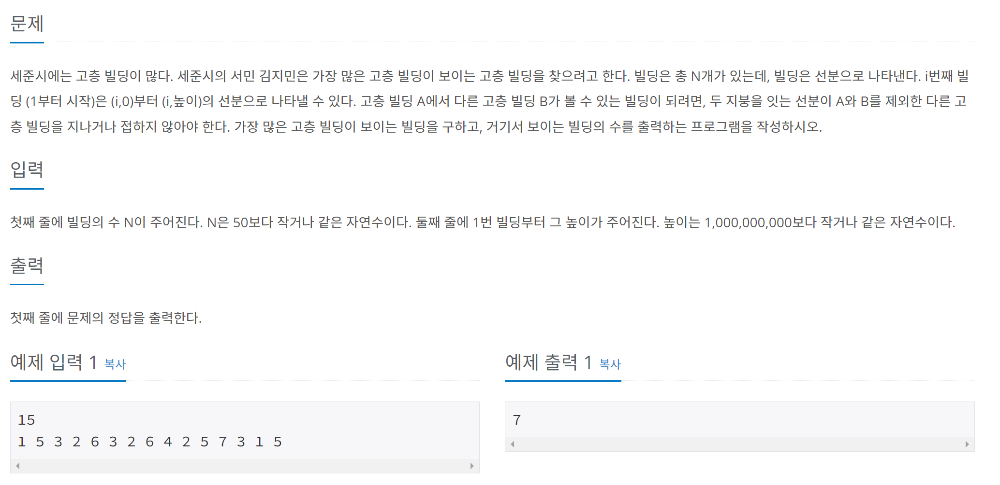 문제
세준시에는 고층 빌딩이 많다. 세준시의 서민 김지민은 가장 많은 고층 빌딩이 보이는 고층 빌딩을 찾으려고 한다. 빌딩은 총 N개가 있는데, 빌딩은 선분으로 나타낸다. i번째 빌
딩 (1부터 시작)은 (i,0)부터 (i,높이)의 선분으로 나타낼 수 있다. 고층 빌딩 A에서 다른 고층 빌딩 B가 볼 수 있는 빌딩이 되려면, 두 지붕을 잇는 선분이 A와 B를 제외한 다른 고
층 빌딩을 지나거나 접하지 않아야 한다. 가장 많은 고층 빌딩이 보이는 빌딩을 구하고, 거기서 보이는 빌딩의 수를 출력하는 프로그램을 작성하시오.
입력
첫째 줄에 빌딩의 수 N이 주어진다. N은 50보다 작거나 같은 자연수이다. 둘째 줄에 1번 빌딩부터 그 높이가 주어진다. 높이는 1,000,000,000보다 작거나 같은 자연수이다.
출력
첫째 줄에 문제의 정답을 출력한다.
예제 입력 1 복사
15
1 5 3 2 6 3 2 6 4 2 5 7 3 1 5
예제 출력 1 복사
7